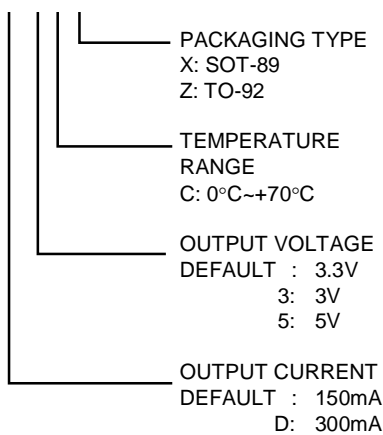 PACKAGING TYPE
X: SOT-89
Z: TO-92
TEMPERATURE
RANGE
C: 0°C~+70°C
OUTPUT VOLTAGE
DEFAULT : 3.3V
3: 3V
5: 5V
OUTPUT CURRENT
DEFAULT : 150mA
D: 300mA